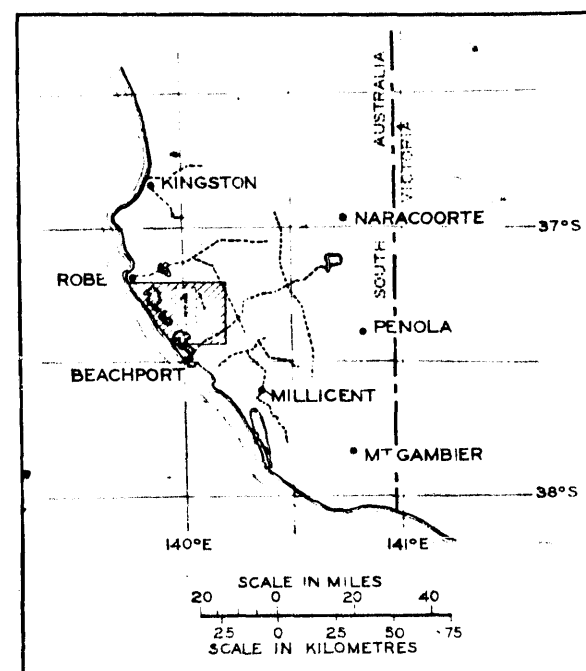 SOUTH AUSTRALIA
VICTORIA
KINGSTON
NARACOORTE
37°S
ROBE
1
PENOLA
BEACHPORT
MILLICENT
MT GAMBIER
38°S
140°E 141°E
SCALE IN MILES
20 0 20 40
25 0 25 50 75
SCALE IN KILOMETRES